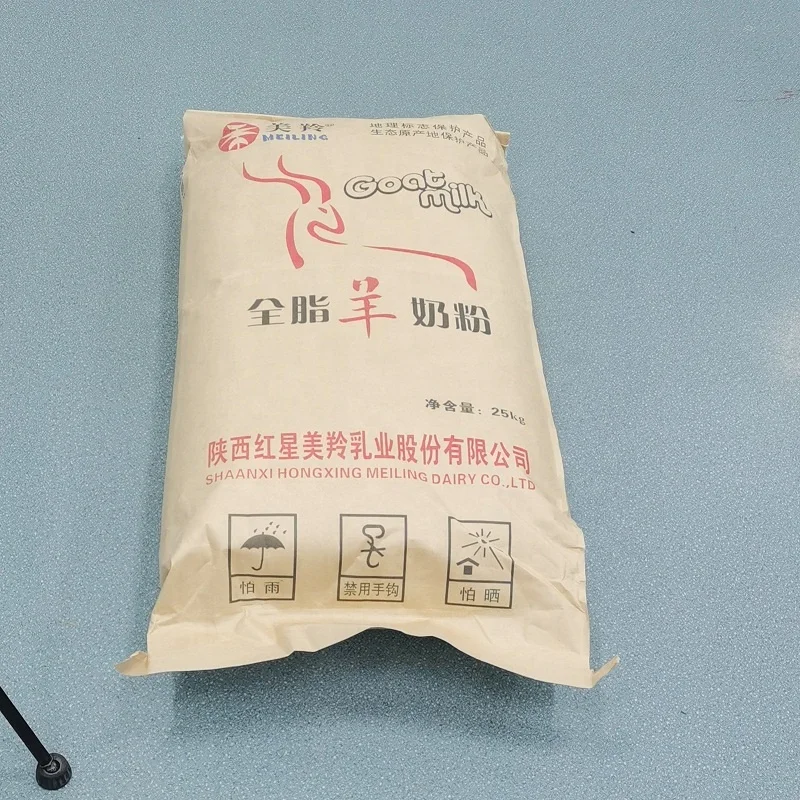 美羚
MEILING
地理标志保护产品
生态原产地保护产品
Goat
milk
全脂羊奶粉
净含量：25kg
陕西红星美羚乳业股份有限公司
SHAANXI HONGXING MEILING DAIRY CO.,LTD
怕雨
禁用手钩
怕晒